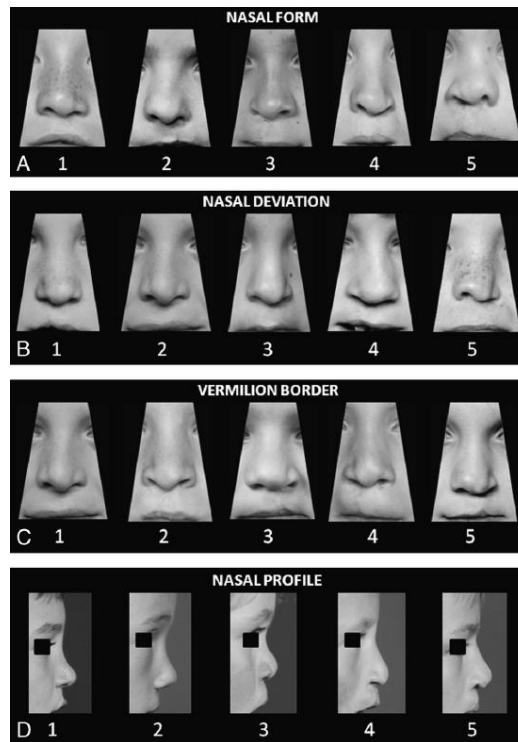 NASAL FORM
A 1 2 3 4 5
NASAL DEVIATION
B 1 2 3 4 5
VERMILION BORDER
C 1 2 3 4 5
NASAL PROFILE
D 1 2 3 4 5